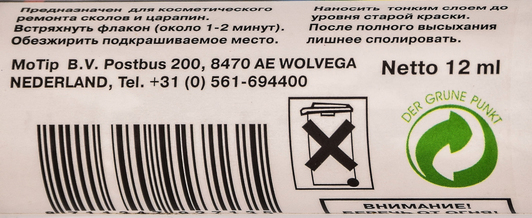 Предназначен для косметического
ремонта сколов и царапин.
Встряхнуть флакон (около 1-2 минут).
Обезжирить подкрашиваемое место.
Наносить тонким слоем до
уровня старой краски.
После полного высыхания
лишнее сполировать.
MoTip B.V. Postbus 200, 8470 AE WOLVEGA
NEDERLAND, Tel. +31 (0) 561-694400
Netto 12 ml
DER GRÜNE PUNKT
ВНИМАНИЕ!